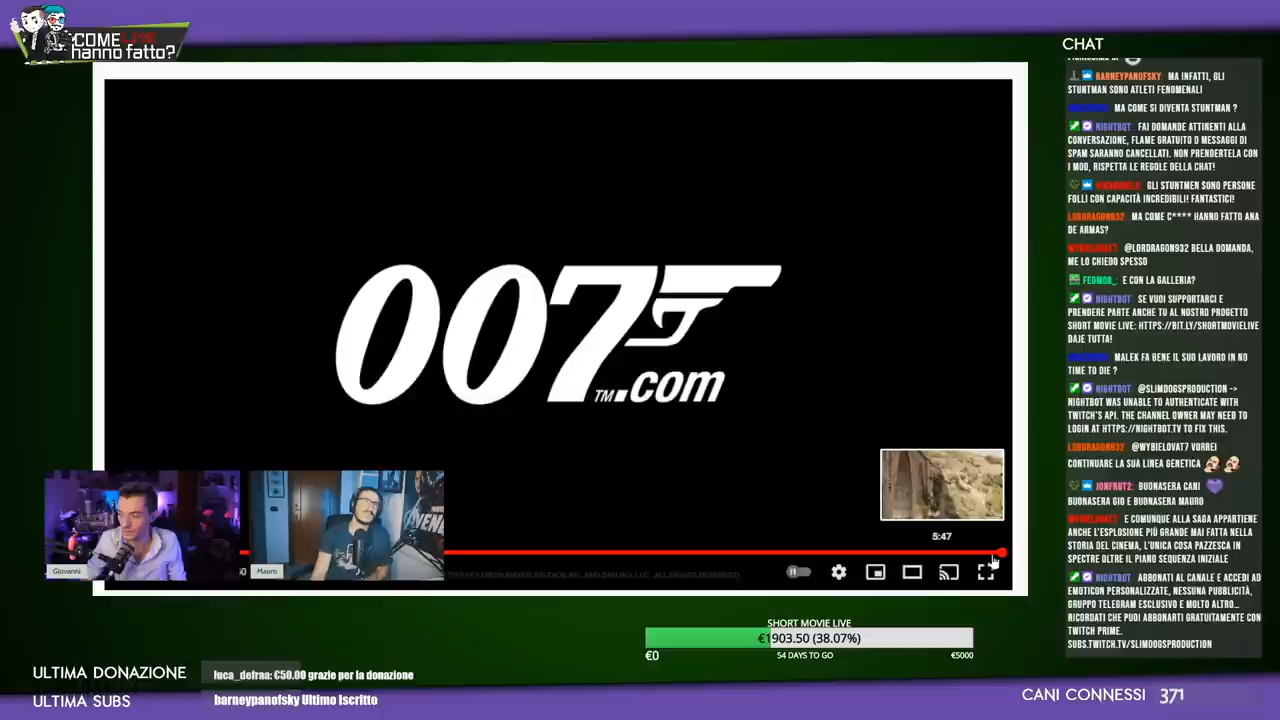 COME LIVE
hanno fatto?
007
TM.com
5:47
Giovanni
Mauro
SHORT MOVIE LIVE
€1903.50 (38.07%)
€0
54 DAYS TO GO
€5000
ULTIMA DONAZIONE
luca_defraa: €50.00 grazie per la donazione
ULTIMA SUBS
barneypanofsky Ultimo Iscritto
CANI CONNESSI 371
CHAT
BARNEYPANOFSKY: MA INFATTI, GLI
STUNTMAN SONO ATLETI FENOMENALI
MA COME SI DIVENTA STUNTMAN ?
NIGHTBOT: FAI DOMANDE ATTINENTI ALLA
CONVERSAZIONE, FLAME GRATUITO O MESSAGGI DI
SPAM SARANNO CANCELLATI. NON PRENDERTELA CON
I MOD, RISPETTA LE REGOLE DELLA CHAT!
GLI STUNTMEN SONO PERSONE
FOLLI CON CAPACITÀ INCREDIBILI! FANTASTICI!
LORDRAGON932: MA COME C**** HANNO FATTO ANA
DE ARMAS?
WYBIELOVAT7: @LORDRAGON932 BELLA DOMANDA,
ME LO CHIEDO SPESSO
FEDMOR_: E CON LA GALLERIA?
NIGHTBOT: SE VUOI SUPPORTARCI E
PRENDERE PARTE ANCHE TU AL NOSTRO PROGETTO
SHORT MOVIE LIVE: HTTPS://BIT.LY/SHORTMOVIELIVE
DAJE TUTTA!
MALEK FA BENE IL SUO LAVORO IN NO
TIME TO DIE ?
NIGHTBOT: @SLIMDOGSPRODUCTION ->
NIGHTBOT WAS UNABLE TO AUTHENTICATE WITH
TWITCH'S API. THE CHANNEL OWNER MAY NEED TO
LOGIN AT HTTPS://NIGHTBOT.TV TO FIX THIS.
LORDRAGON932: @WYBIELOVAT7 VORREI
CONTINUARE LA SUA LINEA GENETICA
JONFRUT2: BUONASERA CANI
BUONASERA GIO E BUONASERA MAURO
WYBIELOVAT7: E COMUNQUE ALLA SAGA APPARTIENE
ANCHE L'ESPLOSIONE PIÙ GRANDE MAI FATTA NELLA
STORIA DEL CINEMA, L'UNICA COSA PAZZESCA IN
SPECTRE OLTRE IL PIANO SEQUENZA INIZIALE
NIGHTBOT: ABBONATI AL CANALE E ACCEDI AD
EMOTICON PERSONALIZZATE, NESSUNA PUBBLICITÀ,
GRUPPO TELEGRAM ESCLUSIVO E MOLTO ALTRO...
RICORDATI CHE PUOI ABBONARTI GRATUITAMENTE CON
TWITCH PRIME.
SUBS.TWITCH.TV/SLIMDOGSPRODUCTION